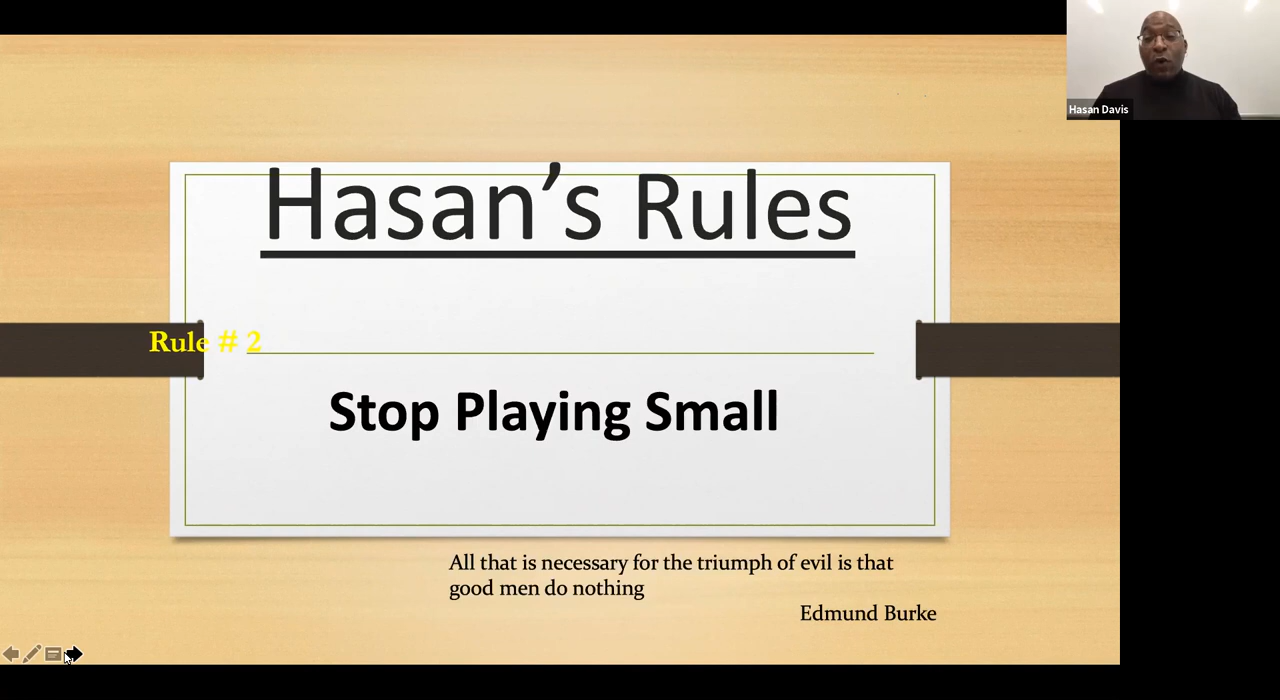 Hasan Davis
Hasan’s Rules
Rule # 2
Stop Playing Small
All that is necessary for the triumph of evil is that
good men do nothing
Edmund Burke